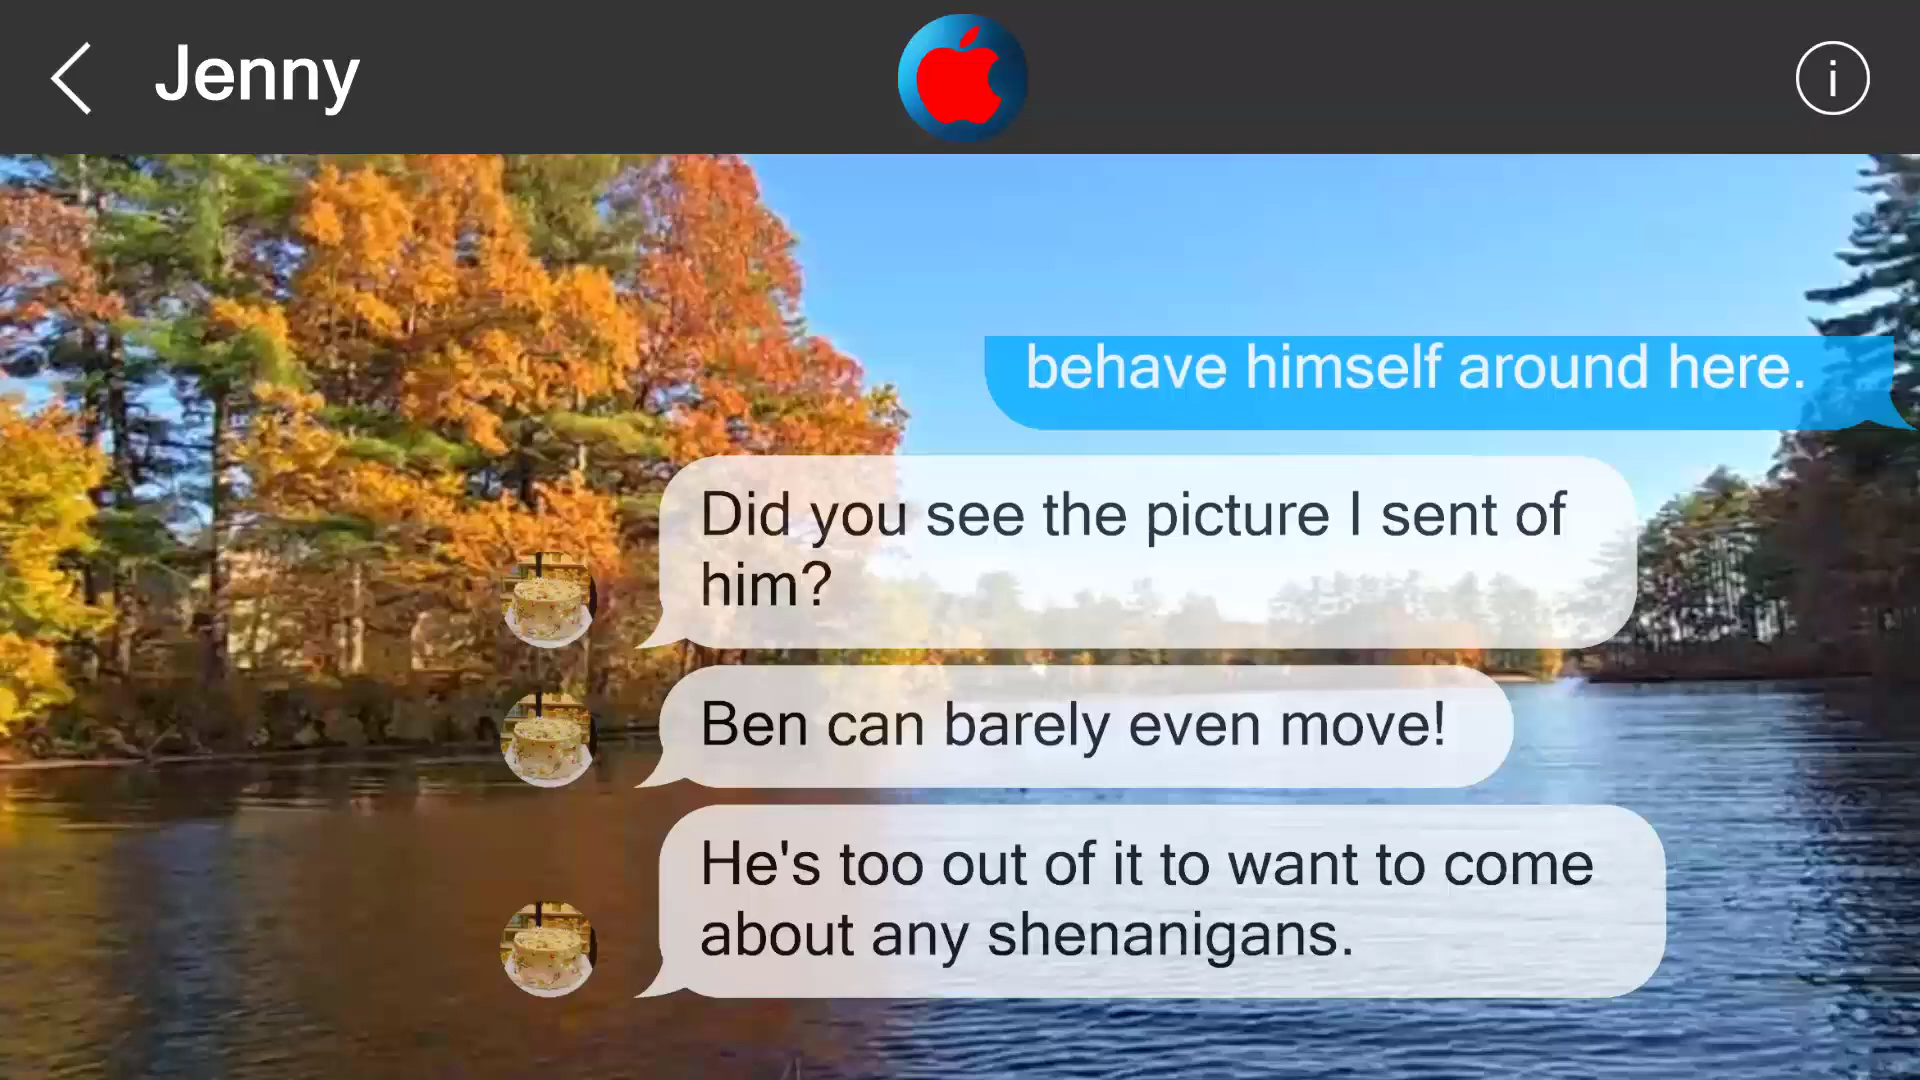 Jenny
behave himself around here.
Did you see the picture I sent of
him?
Ben can barely even move!
He's too out of it to want to come
about any shenanigans.